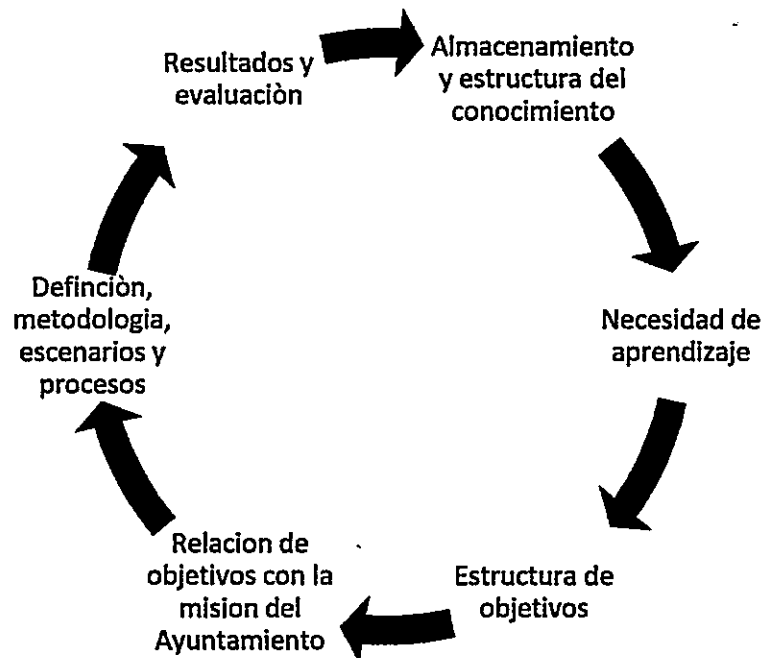 Resultados y
evaluaciòn
Almacenamiento
y estructura del
conocimiento
Necesidad de
aprendizaje
Estructura de
objetivos
Relacion de
objetivos con la
mision del
Ayuntamiento
Definciòn,
metodologia,
escenarios y
procesos